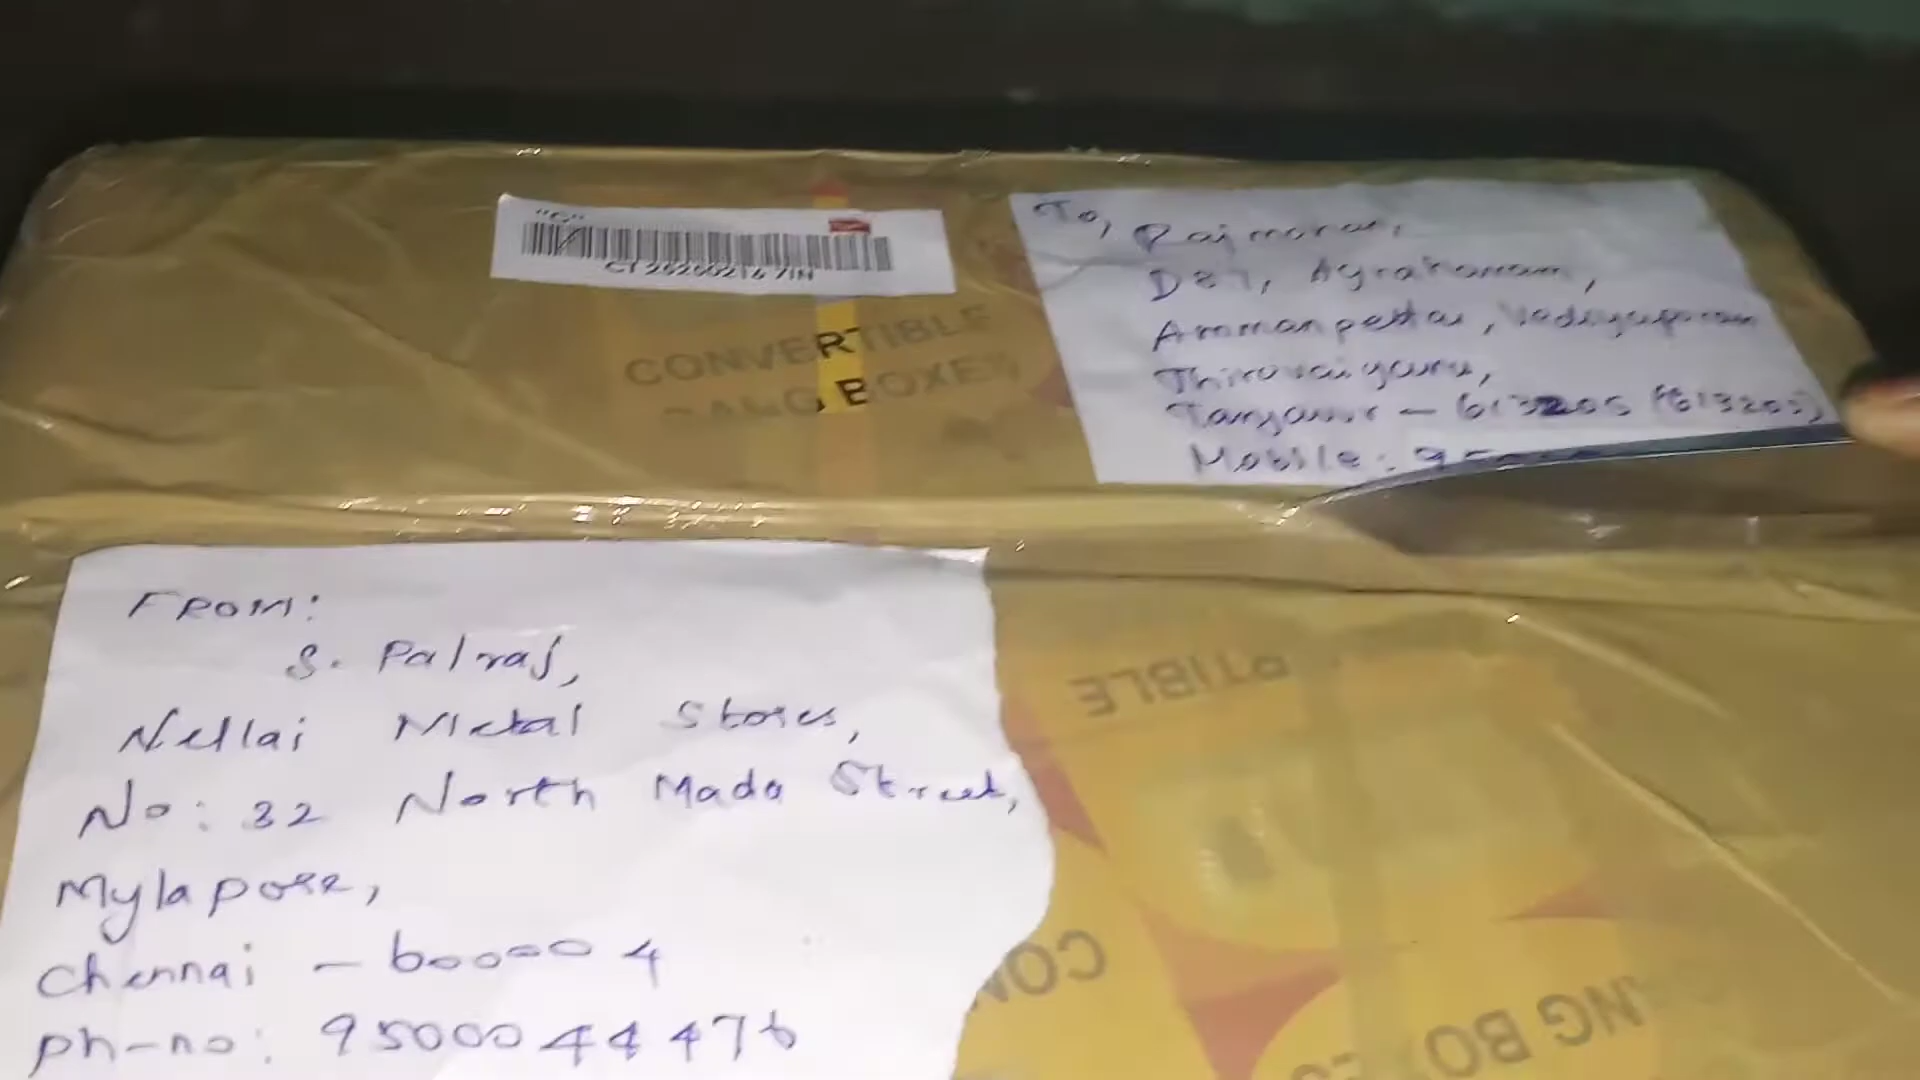 "C"
To,
Rajmohan,
D87, Agraharam,
Ammanpettai,
Thiruvaiyaru,
Tanjavur - 613205 (613205)
Mobile: 95
CONVERTIBLE
BOXES
FROM:
S. Palraj,
Nellai Metal Stores,
No: 32 North Mada Street,
Mylapore,
Chennai - 600004
Ph-no: 9500044476